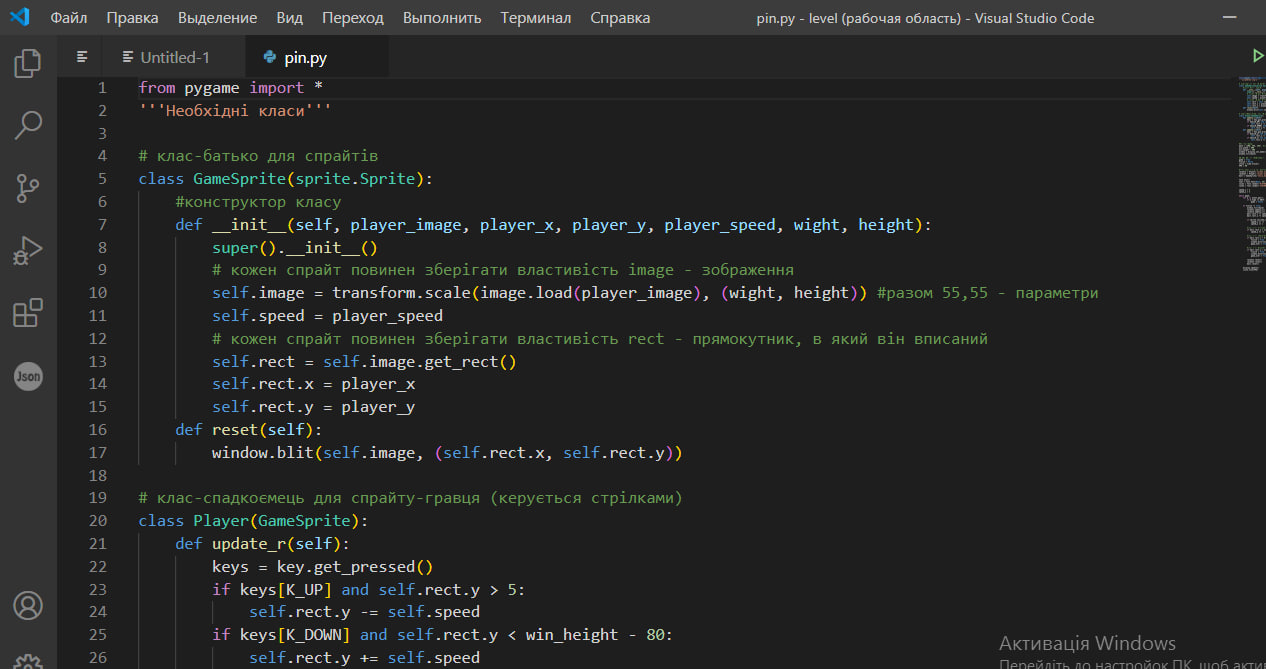 Файл Правка Выделение Вид Переход Выполнить Терминал Справка pin.py - level (рабочая область) - Visual Studio Code
Untitled-1 pin.py
1 from pygame import *
2 '''Необхідні класи'''
3
4 # клас-батько для спрайтів
5 class GameSprite(sprite.Sprite):
6 #конструктор класу
7 def __init__(self, player_image, player_x, player_y, player_speed, wight, height):
8 super().__init__()
9 # кожен спрайт повинен зберігати властивість image - зображення
10 self.image = transform.scale(image.load(player_image), (wight, height)) #разом 55,55 - параметри
11 self.speed = player_speed
12 # кожен спрайт повинен зберігати властивість rect - прямокутник, в який він вписаний
13 self.rect = self.image.get_rect()
14 self.rect.x = player_x
15 self.rect.y = player_y
16 def reset(self):
17 window.blit(self.image, (self.rect.x, self.rect.y))
18
19 # клас-спадкоємець для спрайту-гравця (керується стрілками)
20 class Player(GameSprite):
21 def update_r(self):
22 keys = key.get_pressed()
23 if keys[K_UP] and self.rect.y > 5:
24 self.rect.y -= self.speed
25 if keys[K_DOWN] and self.rect.y < win_height - 80:
26 self.rect.y += self.speed
Json
Активація Windows
Перейдіть до настройок ПК, щоб акти